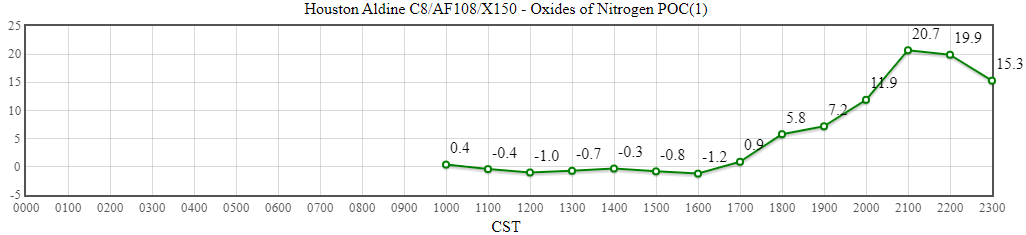 Houston Aldine C8/AF108/X150 - Oxides of Nitrogen POC(1)
25
20
15
10
5
0
-5
0.4 -0.4 -1.0 -0.7 -0.3 -0.8 -1.2 0.9 5.8 7.2 11.9 20.7 19.9 15.3
0000 0100 0200 0300 0400 0500 0600 0700 0800 0900 1000 1100 1200 1300 1400 1500 1600 1700 1800 1900 2000 2100 2200 2300
CST